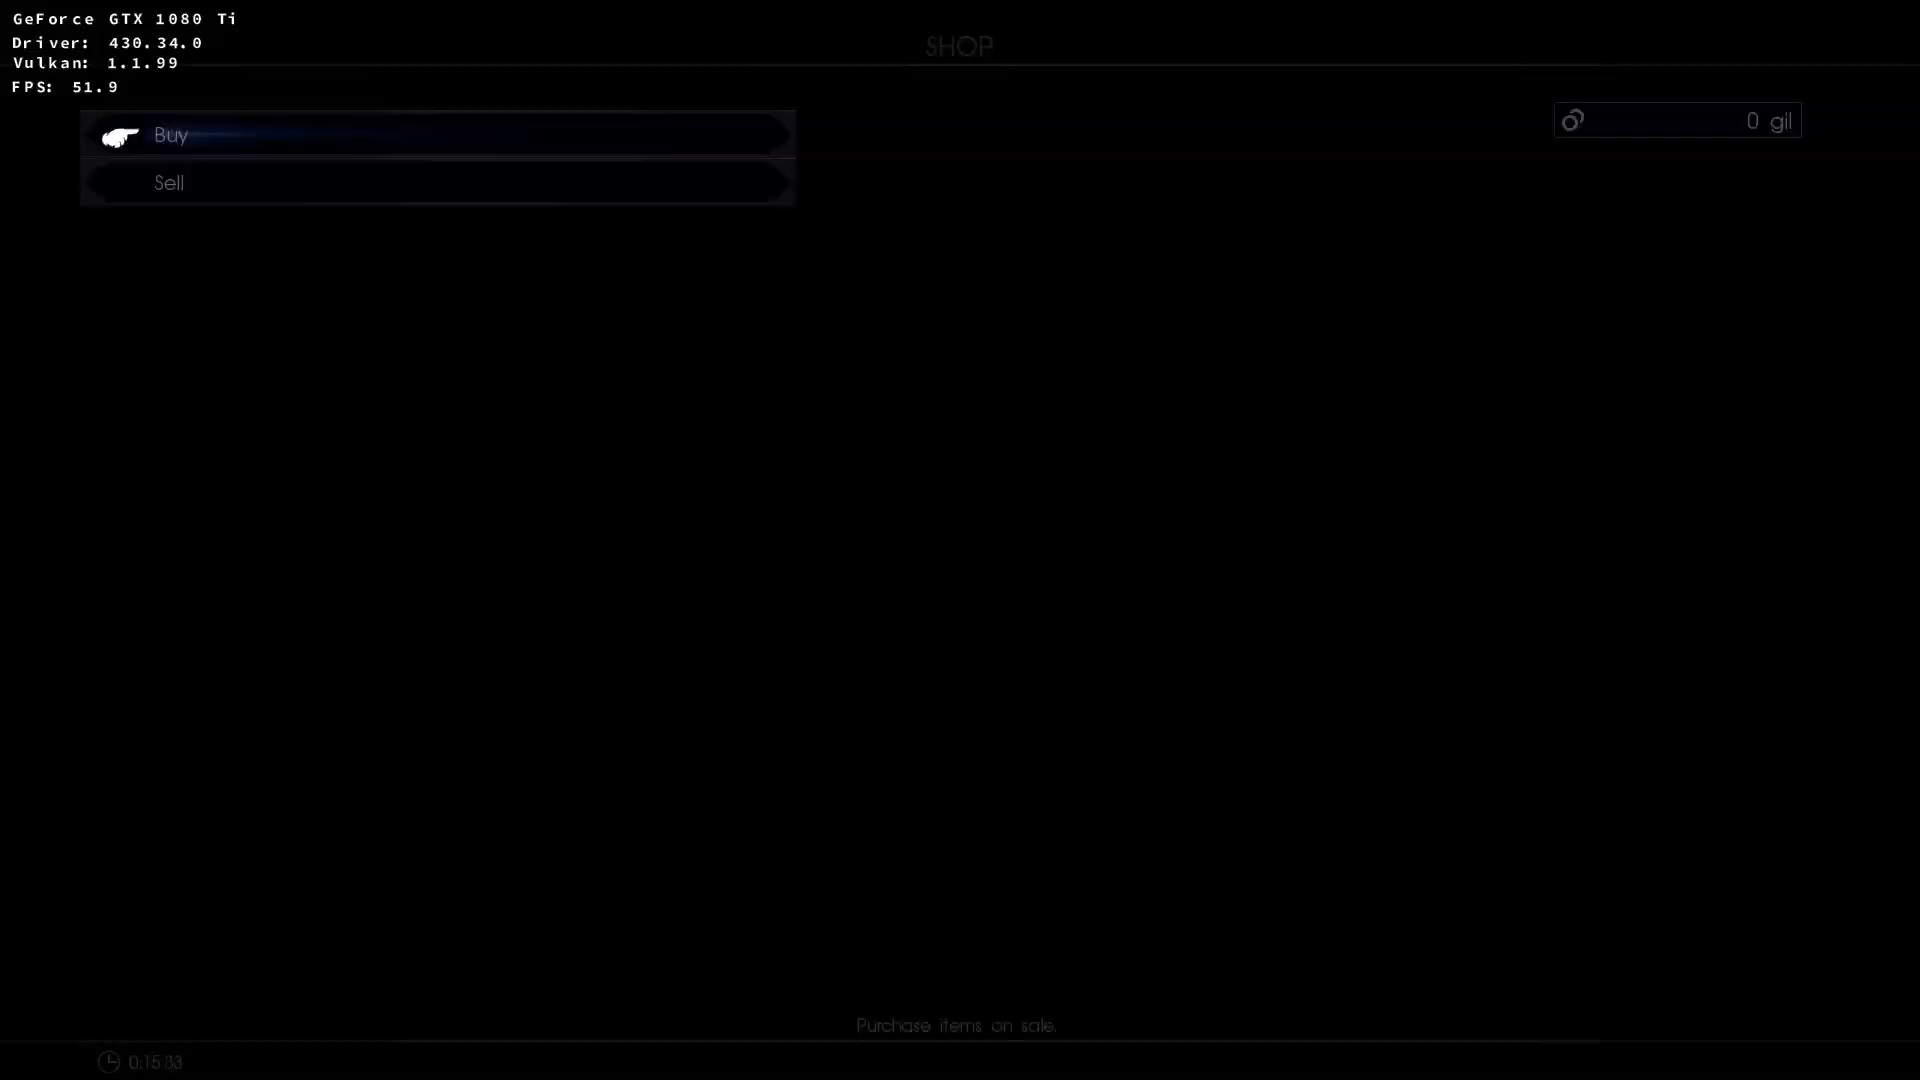 GeForce GTX 1080 Ti
Driver: 430.34.0
Vulkan: 1.1.99
FPS: 51.9
SHOP
Buy
0 gil
Sell
Purchase items on sale.
0:15:33